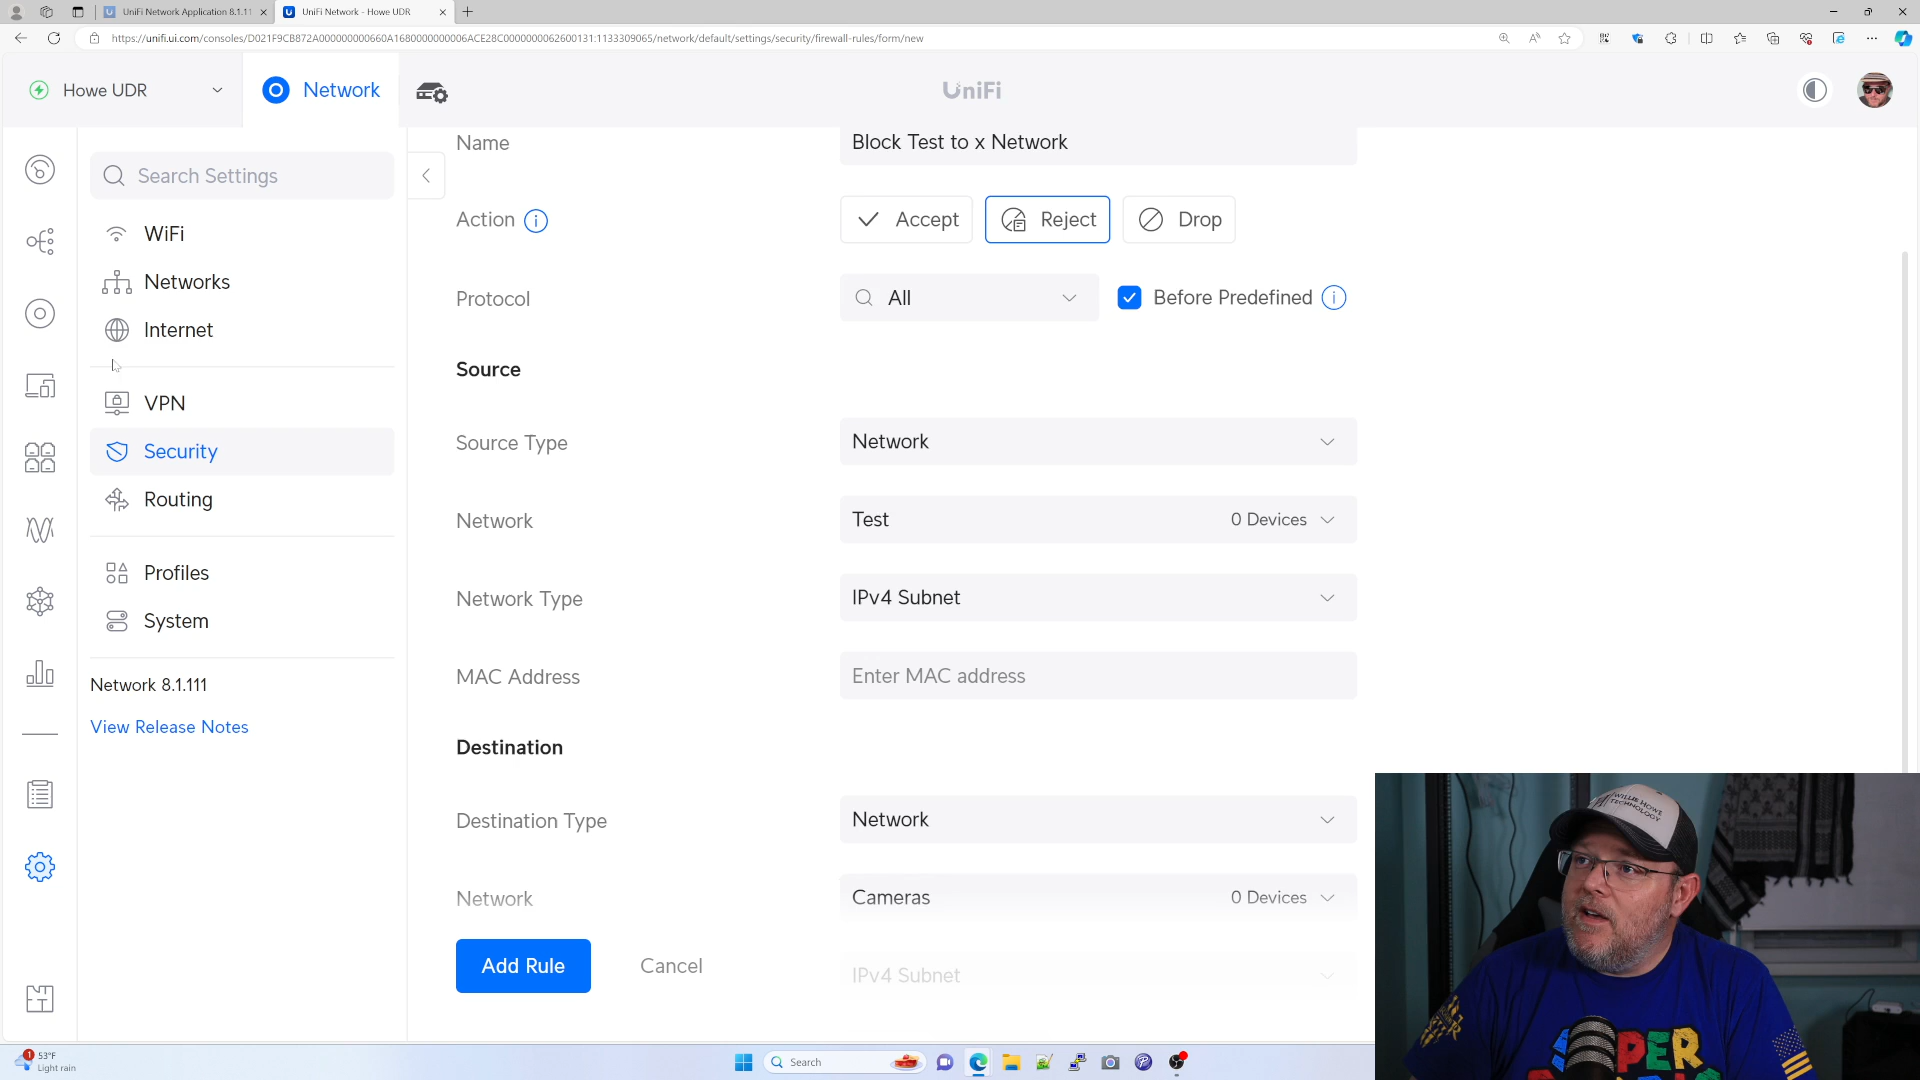 UniFi Network Application 8.1.11
UniFi Network - Howe UDR
https://unifi.ui.com/consoles/D021F9CB872A000000000660A1680000000006ACE28C0000000062600131:1133309065/network/default/settings/security/firewall-rules/form/new
Howe UDR
Network
UniFi
Search Settings
WiFi
Networks
Internet
VPN
Security
Routing
Profiles
System
Network 8.1.111
View Release Notes
Name
Block Test to x Network
Action
Accept
Reject
Drop
Protocol
All
Before Predefined
Source
Source Type
Network
Network
Test
0 Devices
Network Type
IPv4 Subnet
MAC Address
Enter MAC address
Destination
Destination Type
Network
Network
Cameras
0 Devices
IPv4 Subnet
Add Rule
Cancel
WILLIE HOWE
TECHNOLOGY
1
53°F
Light rain
Search